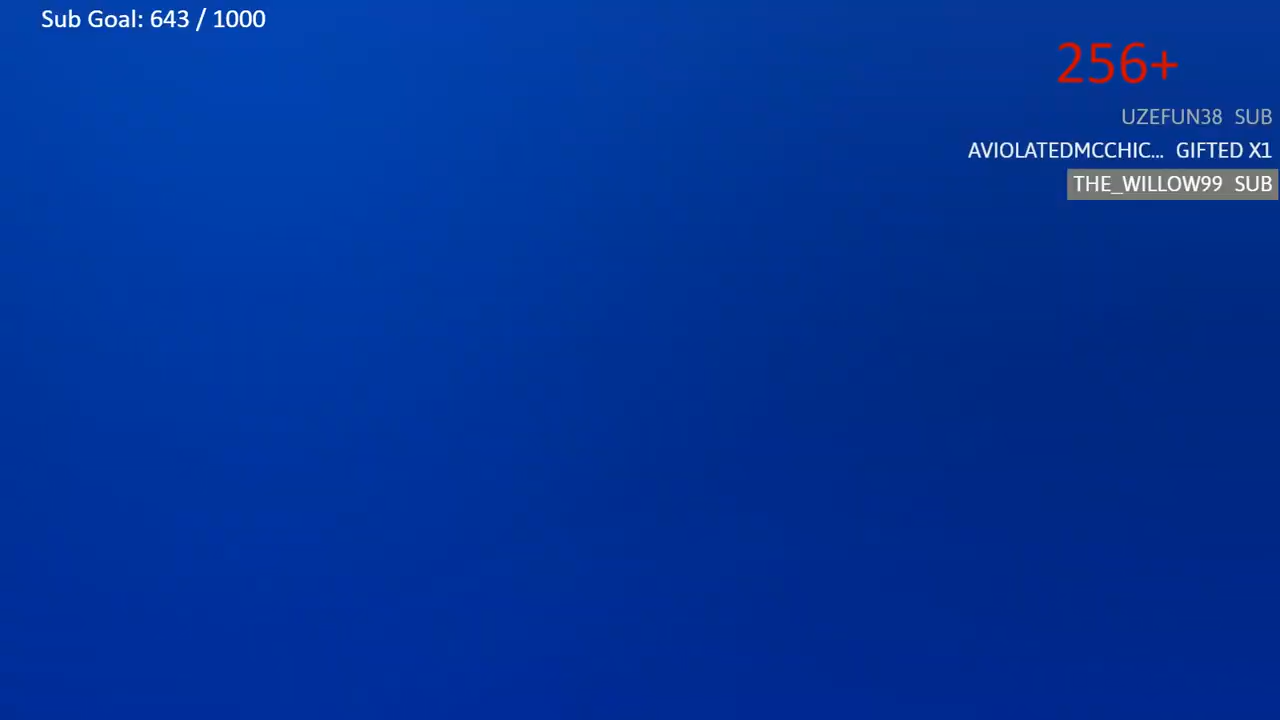 Sub Goal: 643 / 1000
256+
UZEFUN38 SUB
AVIOLATEDMCCHIC... GIFTED X1
THE_WILLOW99 SUB